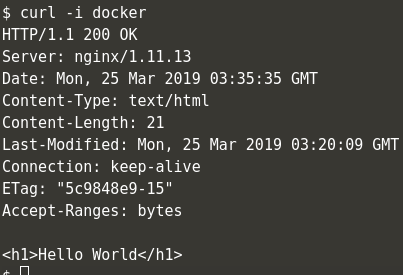 $ curl -i docker
HTTP/1.1 200 OK
Server: nginx/1.11.13
Date: Mon, 25 Mar 2019 03:35:35 GMT
Content-Type: text/html
Content-Length: 21
Last-Modified: Mon, 25 Mar 2019 03:20:09 GMT
Connection: keep-alive
ETag: "5c9848e9-15"
Accept-Ranges: bytes

<h1>Hello World</h1>
$